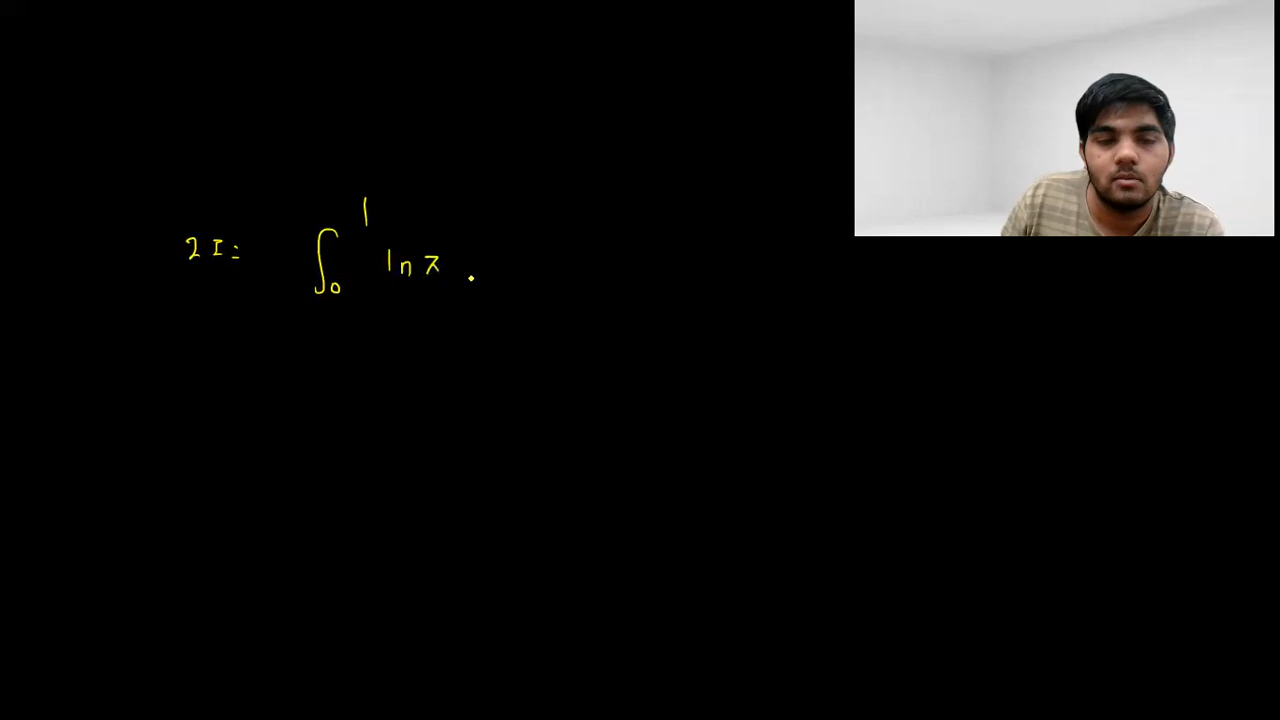 2I = ∫₀¹ ln π